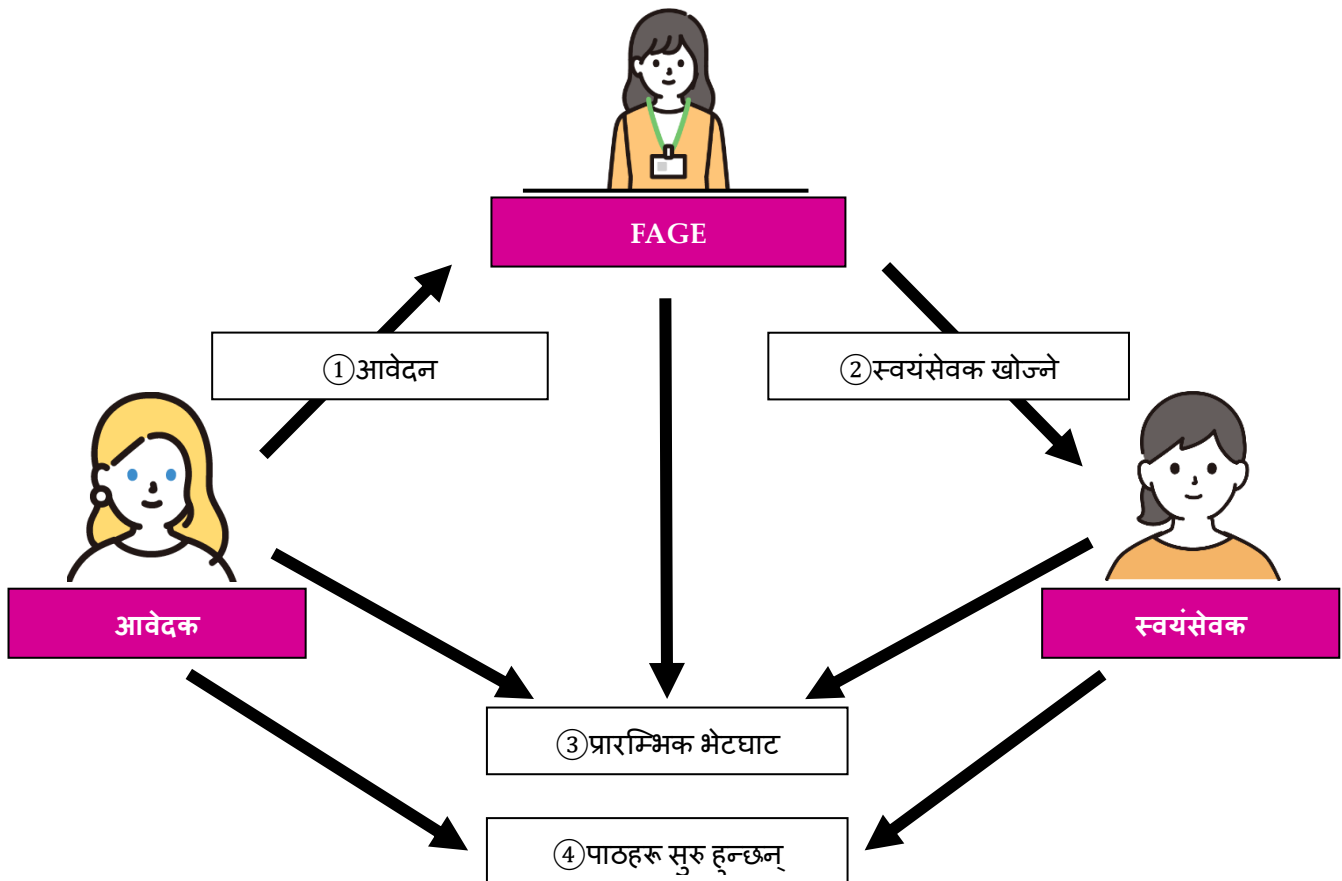 FAGE
①आवेदन
②स्वयंसेवक खोज्ने
आवेदक
स्वयंसेवक
③प्रारम्भिक भेटघाट
④पाठहरू सुरु हुन्छन्